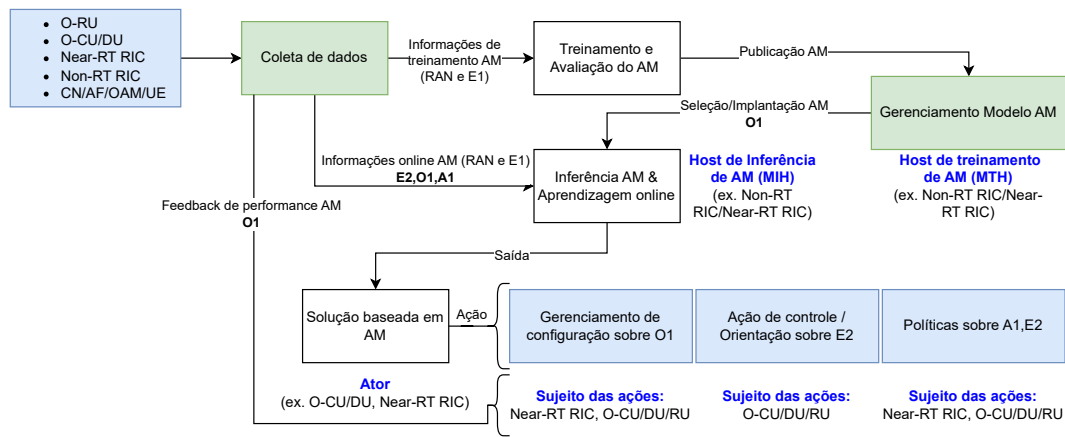 O-RU
O-CU/DU
Near-RT RIC
Non-RT RIC
CN/AF/OAM/UE
Coleta de dados
Informações de
treinamento AM
(RAN e E1)
Treinamento e
Avaliação do AM
Publicação AM
Gerenciamento Modelo AM
Seleção/Implantação AM
O1
Informações online AM (RAN e E1)
E2,O1,A1
Inferência AM &
Aprendizagem online
Host de Inferência
de AM (MIH)
(ex. Non-RT
RIC/Near-RT RIC)
Host de treinamento
de AM (MTH)
(ex. Non RT RIC/Near-
RT RIC)
Feedback de performance AM
O1
Saída
Solução baseada em
AM
Ação
Gerenciamento de
configuração sobre O1
Ação de controle /
Orientação sobre E2
Políticas sobre A1,E2
Ator
(ex. O-CU/DU, Near-RT RIC)
Sujeito das ações:
Near-RT RIC, O-CU/DU/RU
Sujeito das ações:
O-CU/DU/RU
Sujeito das ações:
Near-RT RIC, O-CU/DU/RU